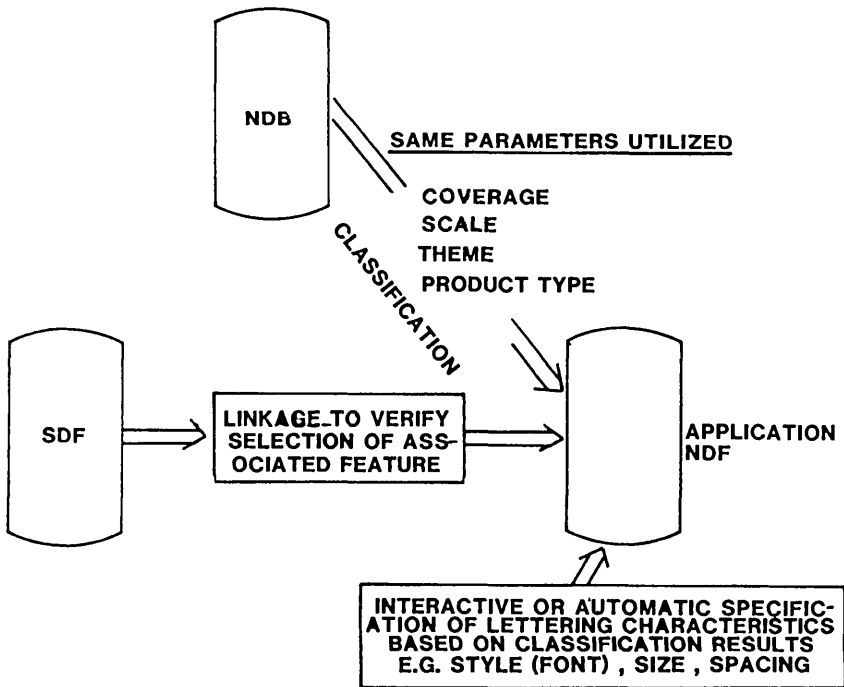 NDB
SAME PARAMETERS UTILIZED
COVERAGE
SCALE
THEME
PRODUCT TYPE
CLASSIFICATION
SDF
LINKAGE TO VERIFY
SELECTION OF ASS-
OCIATED FEATURE
APPLICATION
NDF
INTERACTIVE OR AUTOMATIC SPECIFIC-
ATION OF LETTERING CHARACTERISTICS
BASED ON CLASSIFICATION RESULTS
E.G. STYLE (FONT) , SIZE , SPACING